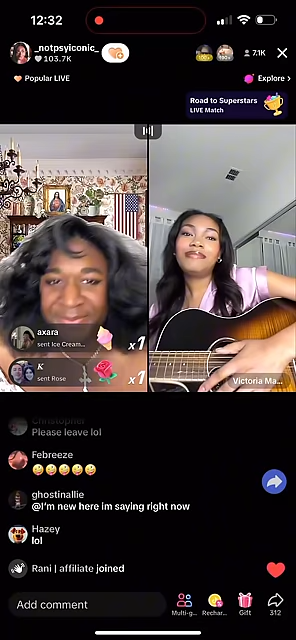 12:32
_notpsyiconic_
103.7K
7.1K
Popular LIVE
Explore >
Road to Superstars
LIVE Match
axara
sent Ice Cream...
x1
K
sent Rose
x1
Victoria Ma...
Christopher
Please leave lol
Febreeze
🤪🤪🤪🤪🤪
ghostinallie
@I'm new here im saying right now
Hazey
lol
Rani | affiliate joined
Add comment
Multi-g...
Rechar...
Gift
312